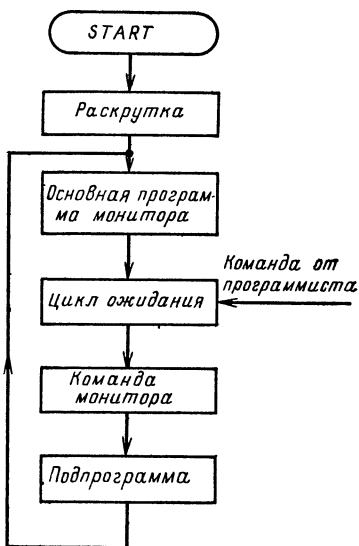 START
Раскрутка
Основная програм-
ма монитора
Команда от
программиста
Цикл ожидания
Команда
монитора
Подпрограмма